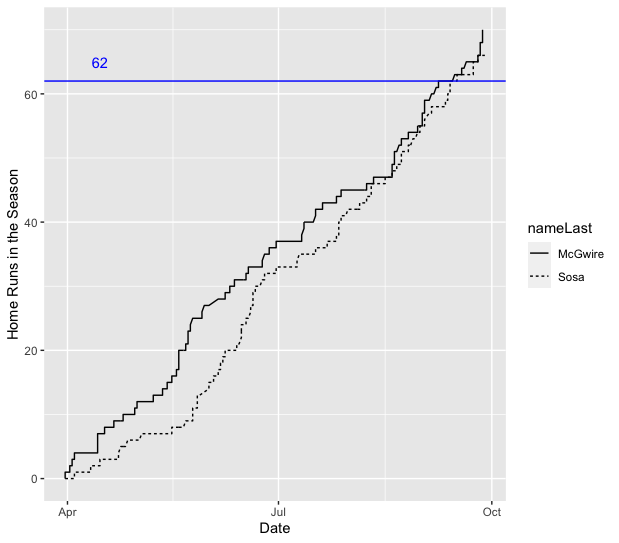 62
60
40
20
0
Home Runs in the Season
Apr
Jul
Oct
Date
nameLast
McGwire
Sosa